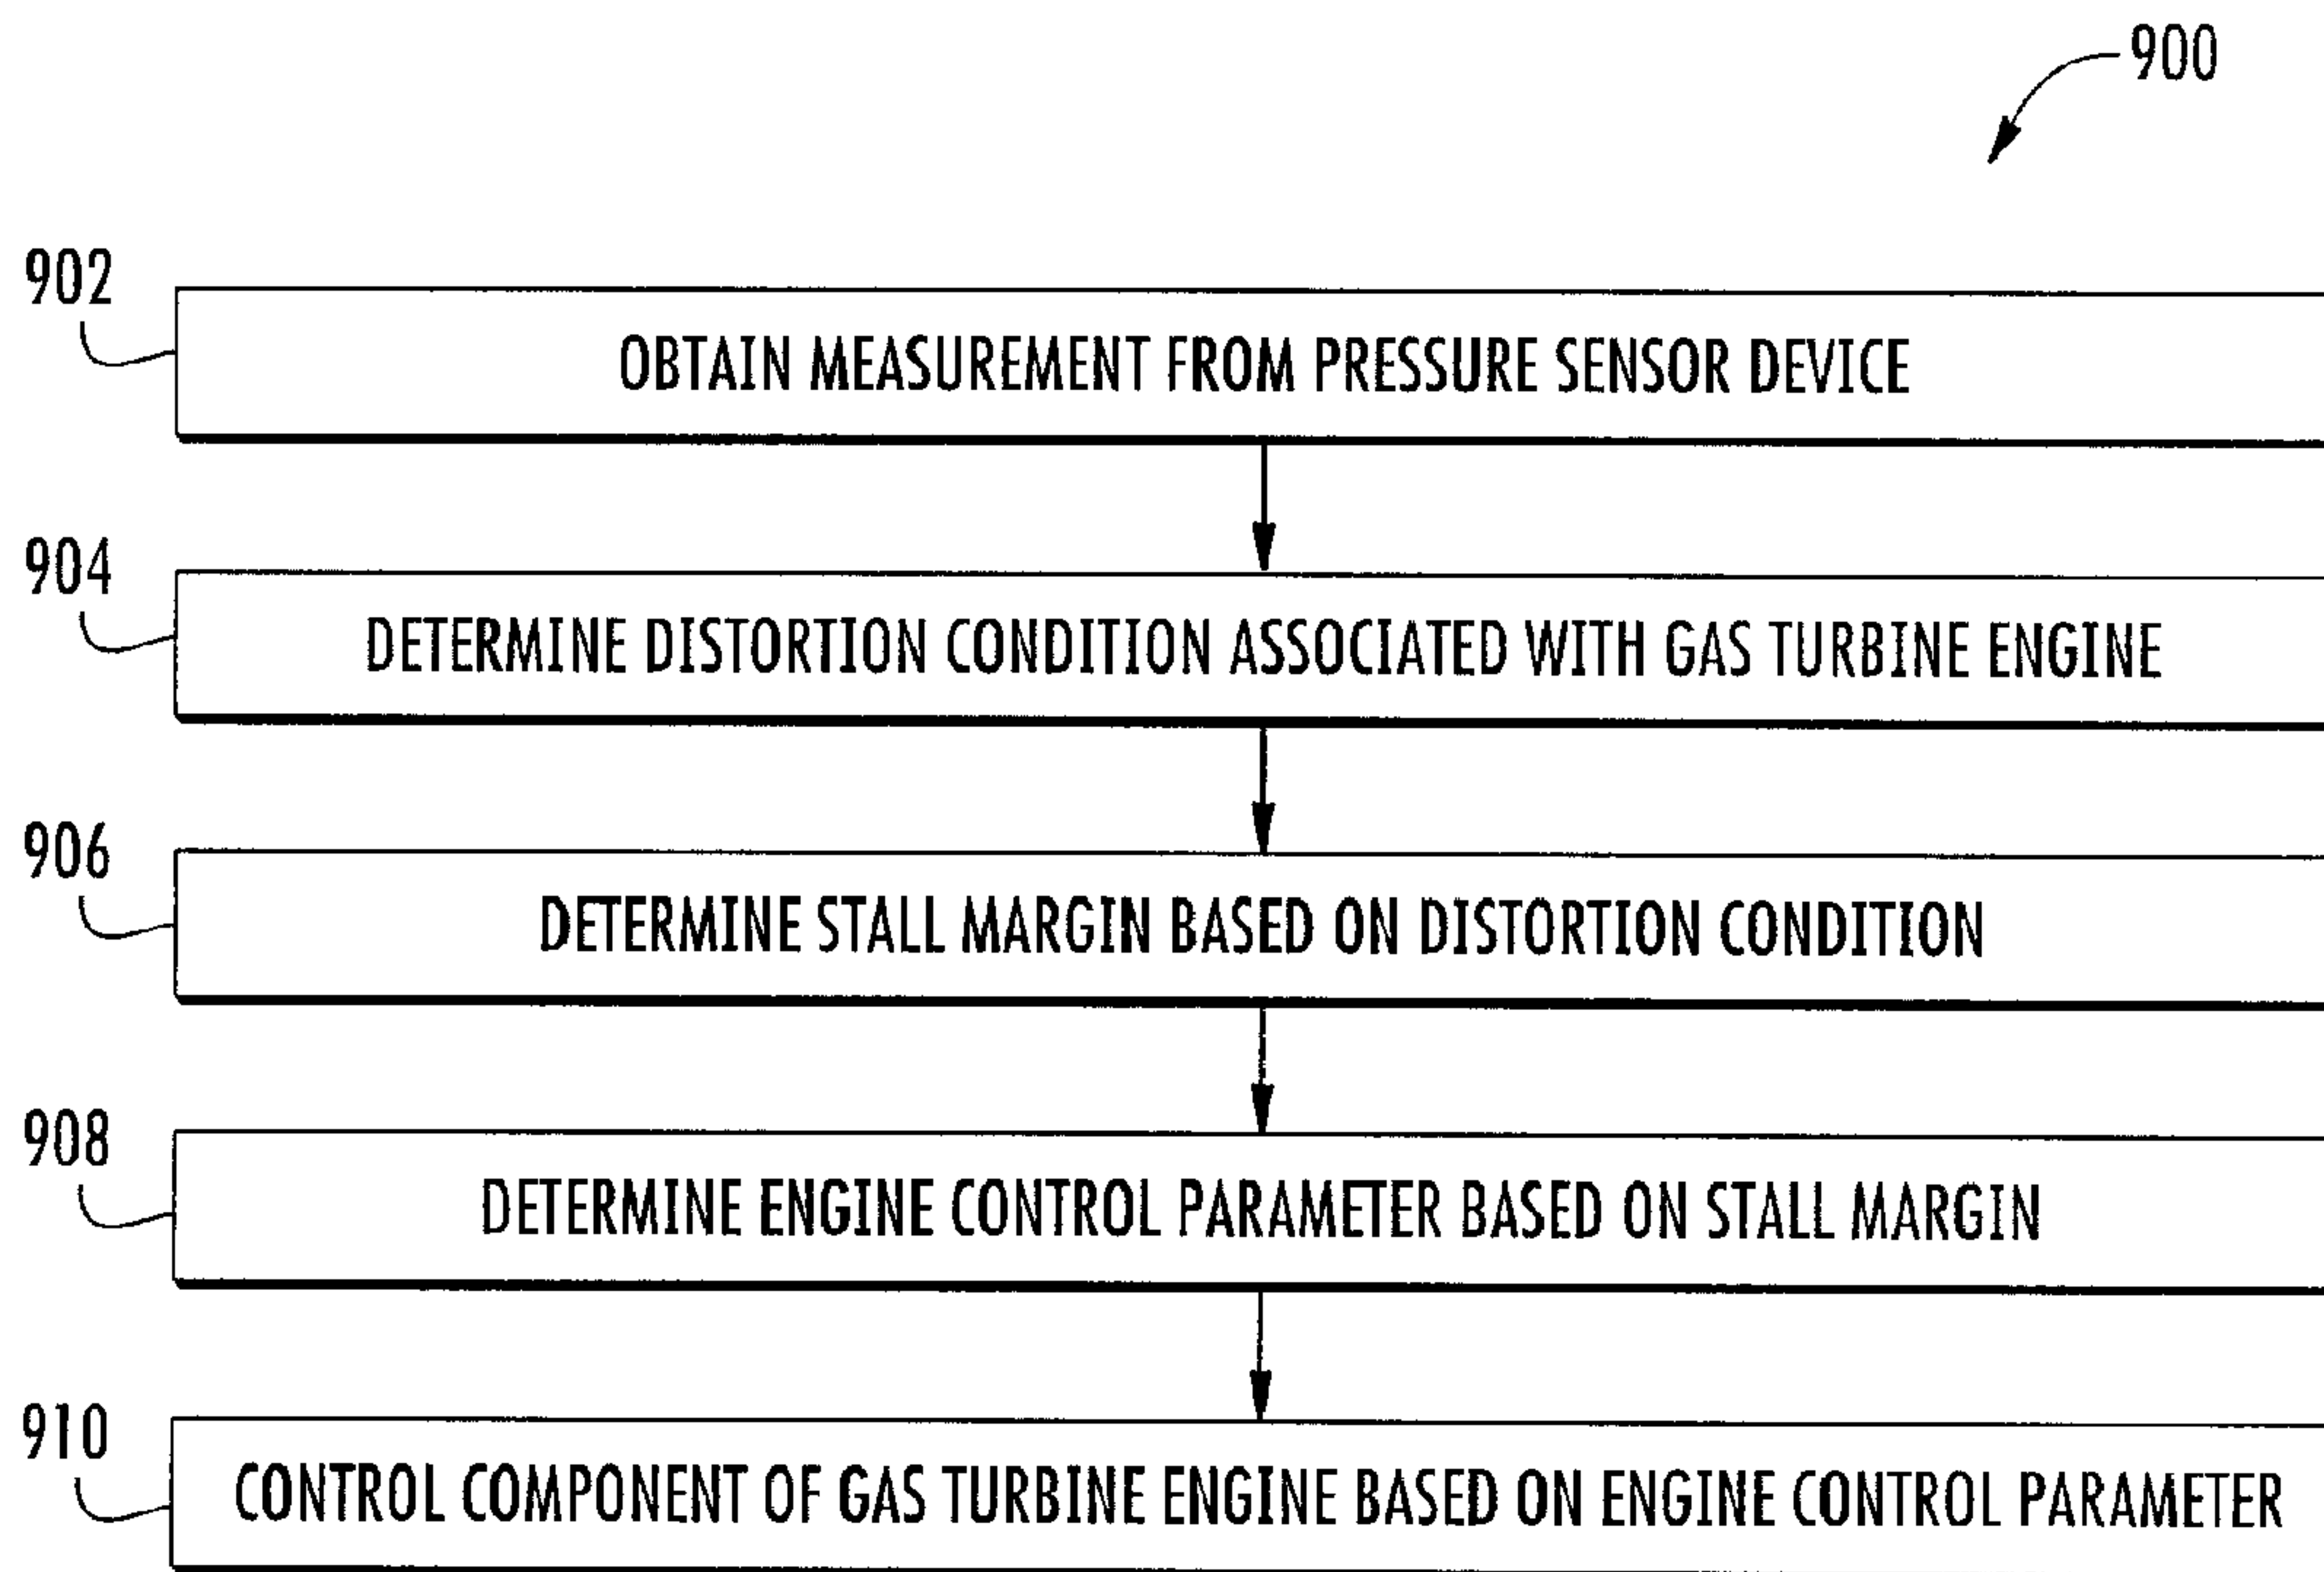 900
902
OBTAIN MEASUREMENT FROM PRESSURE SENSOR DEVICE
904
DETERMINE DISTORTION CONDITION ASSOCIATED WITH GAS TURBINE ENGINE
906
DETERMINE STALL MARGIN BASED ON DISTORTION CONDITION
908
DETERMINE ENGINE CONTROL PARAMETER BASED ON STALL MARGIN
910
CONTROL COMPONENT OF GAS TURBINE ENGINE BASED ON ENGINE CONTROL PARAMETER